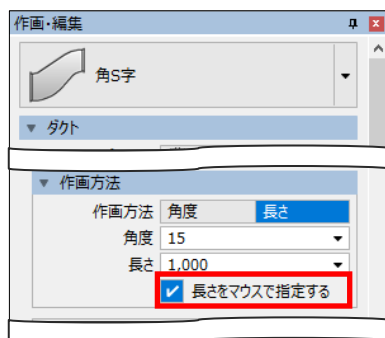 作画・編集
角S字
ダクト
作画方法
作画方法 角度 長さ
角度 15
長さ 1,000
長さをマウスで指定する